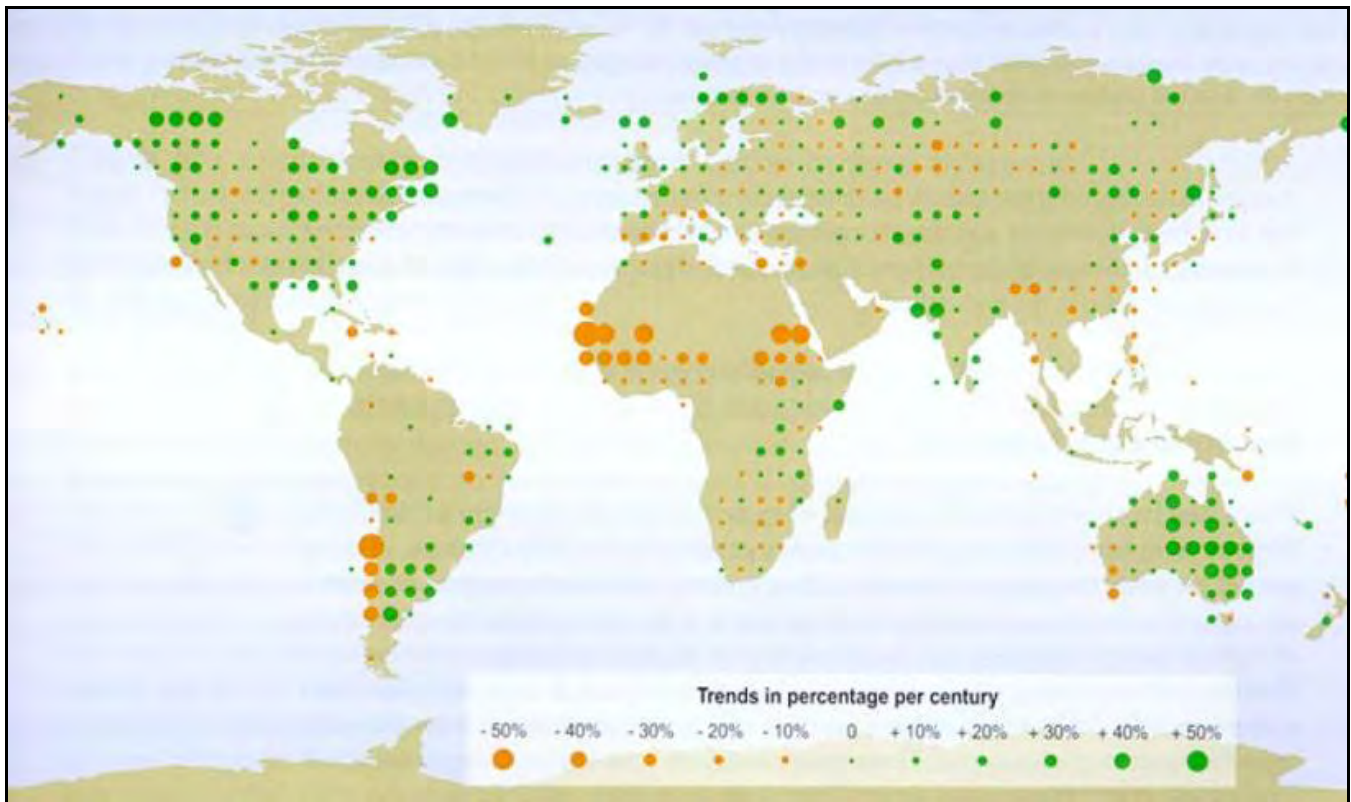 Trends in percentage per century
- 50% - 40% - 30% - 20% - 10% 0 + 10% + 20% + 30% + 40% + 50%